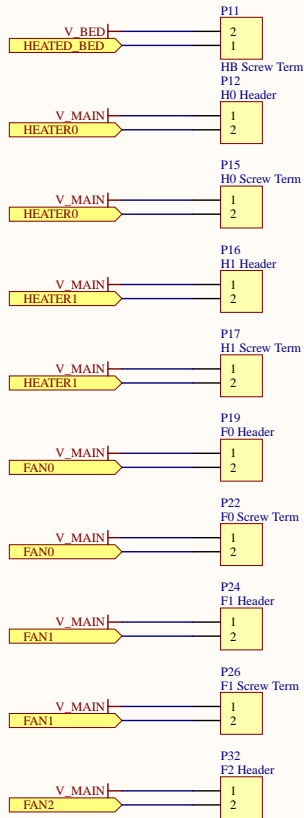 P11
V_BED 2
HEATED_BED 1
HB Screw Term
P12
H0 Header
V_MAIN 1
HEATER0 2
P15
H0 Screw Term
V_MAIN 1
HEATER0 2
P16
H1 Header
V_MAIN 1
HEATER1 2
P17
H1 Screw Term
V_MAIN 1
HEATER1 2
P19
F0 Header
V_MAIN 1
FAN0 2
P22
F0 Screw Term
V_MAIN 1
FAN0 2
P24
F1 Header
V_MAIN 1
FAN1 2
P26
F1 Screw Term
V_MAIN 1
FAN1 2
P32
F2 Header
V_MAIN 1
FAN2 2